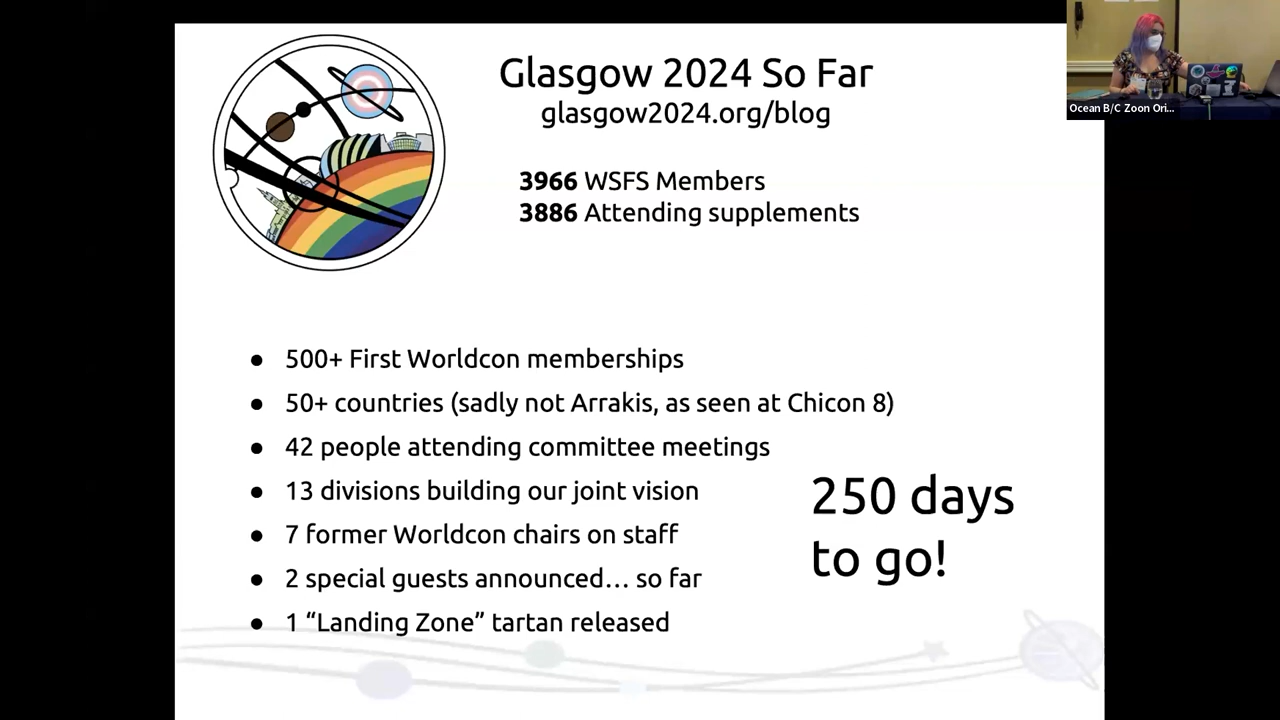 Glasgow 2024 So Far
glasgow2024.org/blog
3966 WSFS Members
3886 Attending supplements
● 500+ First Worldcon memberships
● 50+ countries (sadly not Arrakis, as seen at Chicon 8)
● 42 people attending committee meetings
● 13 divisions building our joint vision
● 7 former Worldcon chairs on staff
● 2 special guests announced… so far
● 1 “Landing Zone” tartan released
250 days
to go!
Ocean B/C Zoon Ori...